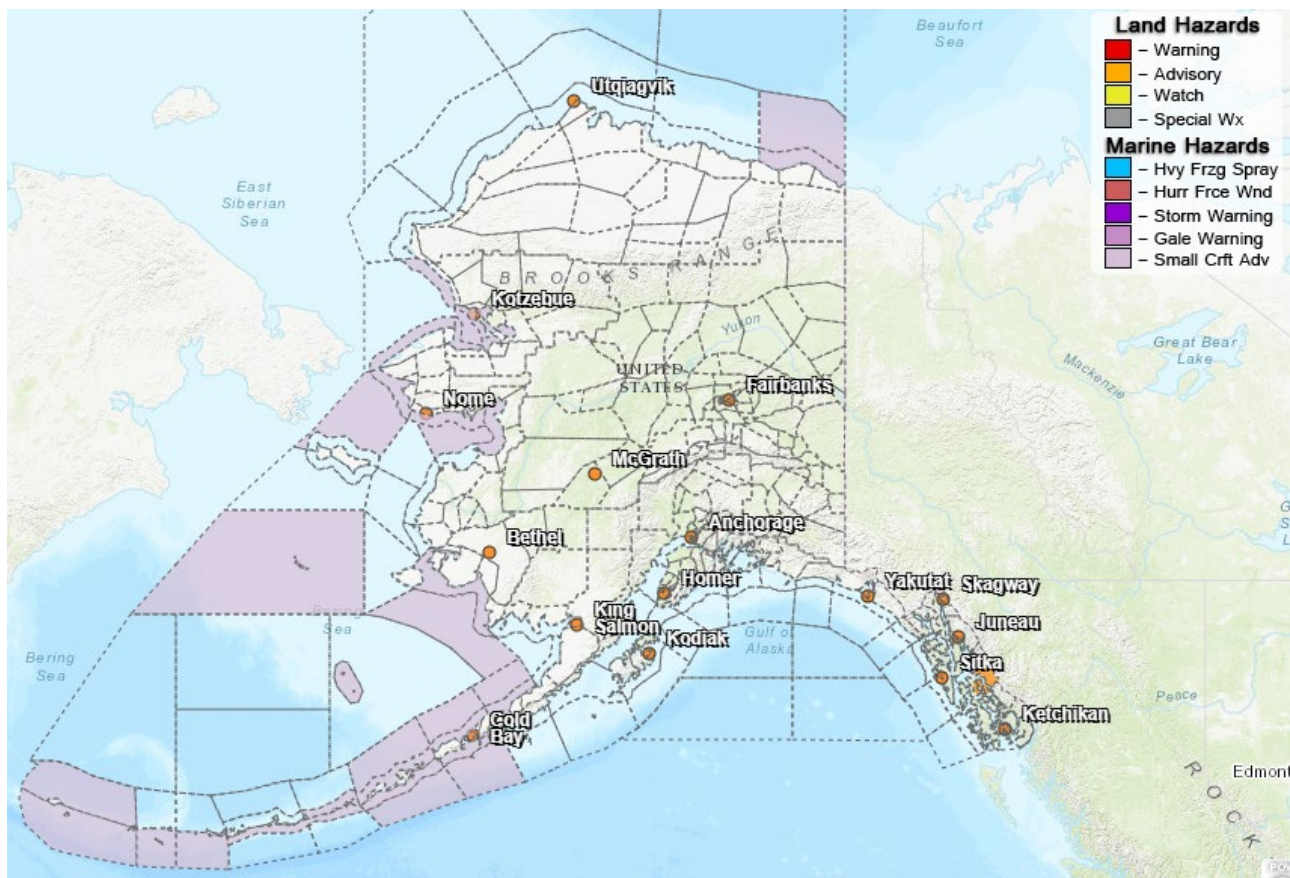 Land Hazards
– Warning
– Advisory
– Watch
– Special Wx
Marine Hazards
– Hvy Frzg Spray
– Hurr Frce Wnd
– Storm Warning
– Gale Warning
– Small Crft Adv
Beaufort
Sea
Utqiagvik
East
Siberian
Sea
BROOKS RANGE
Kotzebue
Yukon
Great Bear
Lake
Mackenzie
UNITED
STATES
Nome
Fairbanks
McGrath
Anchorage
Bethel
Homer
Yakutat
Skagway
King
Salmon
Kodiak
Juneau
Gulf of
Alaska
Bering
Sea
Bering
Sea
Sitka
Peace
Cold
Bay
Ketchikan
ROCK
Edmont